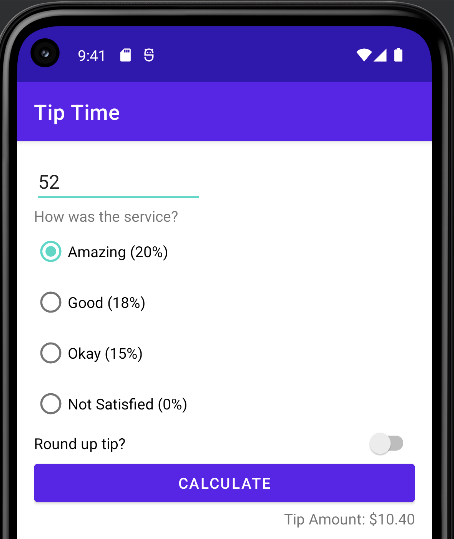 9:41
Tip Time
52
How was the service?
Amazing (20%)
Good (18%)
Okay (15%)
Not Satisfied (0%)
Round up tip?
CALCULATE
Tip Amount: $10.40